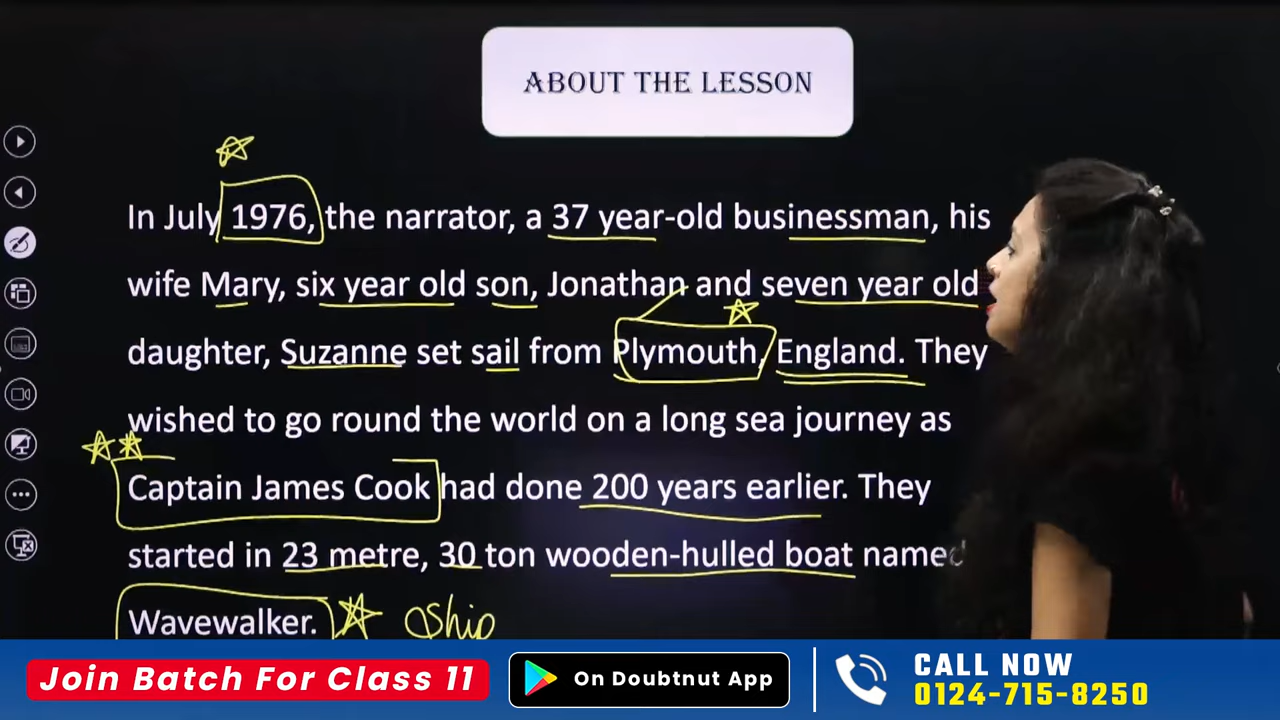 ABOUT THE LESSON
In July 1976, the narrator, a 37 year-old businessman, his
wife Mary, six year old son, Jonathan and seven year old
daughter, Suzanne set sail from Plymouth, England. They
wished to go round the world on a long sea journey as
Captain James Cook had done 200 years earlier. They
started in 23 metre, 30 ton wooden-hulled boat named
Wavewalker. Ship
Join Batch For Class 11
On Doubtnut App
CALL NOW
0124-715-8250